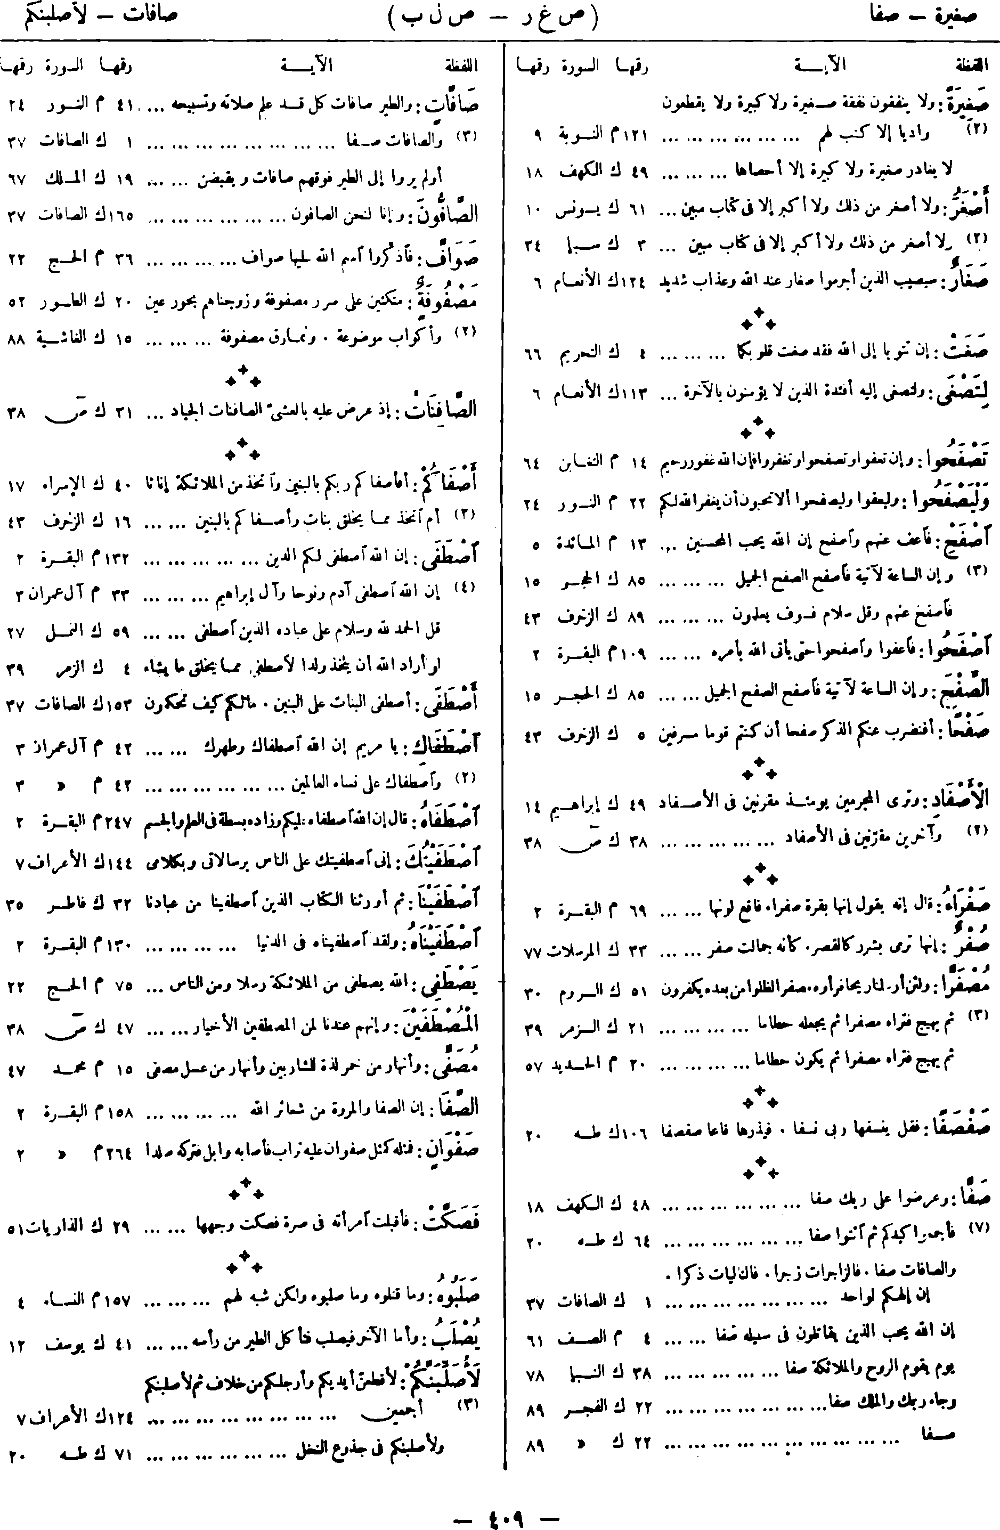 صغيرة – صفا
( ص غ ر – ص ل ب )
صافات – لأصلبنكم
اللفظة الآيـــة رقمها السورة رقمها
صَغِيرَةً : ولا ينفقون نفقة صغيرة ولا كبيرة ولا يقطعون
(٢) واديا إلا كتب لهم ... ... ... ... ١٢١ م التوبة ٩
لا يغادر صغيرة ولا كبيرة إلا أحصاها ... ... ... ٤٩ ك الكهف ١٨
أَصْغَرُ : ولا أصغر من ذلك ولا أكبر إلا فى كتاب مبين ... ٦١ ك يونس ١٠
(٢) ولا أصغر من ذلك ولا أكبر إلا فى كتاب مبين ... ٣ ك سبإ ٣٤
صَغَارٌ : سيصيب الذين أجرموا صغار عند الله وعذاب شديد ١٢٤ ك الأنعام ٦
صَغَتْ : إن تتوبا إلى الله فقد صغت قلوبكما ... ... ... ٤ ك التحريم ٦٦
لِتَصْغَى : ولتصغى إليه أفئدة الذين لا يؤمنون بالآخرة ... ١١٣ ك الأنعام ٦
تَصْفَحُوا : وإن تعفوا وتصفحوا وتغفروا فإن الله غفور رحيم ١٤ م التغابن ٦٤
وَلْيَصْفَحُوا : وليعفوا وليصفحوا ألا تحبون أن يغفر الله لكم ٢٢ م النور ٢٤
اَصْفَحْ : فاعف عنهم واصفح إن الله يحب المحسنين ... ١٣ م المائدة ٥
(٣) وإن الساعة لآتية فاصفح الصفح الجميل ... ... ... ٨٥ ك الحجر ١٥
فاصفح عنهم وقل سلام فسوف يعلمون ... ... ... ٨٩ ك الزخرف ٤٣
اَصْفَحُوا : فاعفوا واصفحوا حتى يأتى الله بأمره ... ... ١٠٩ م البقرة ٢
الصَّفْحَ : وإن الساعة لآتية فاصفح الصفح الجميل ... ... ٨٥ ك الحجر ١٥
صَفْحًا : أفنضرب عنكم الذكر صفحا أن كنتم قوما مسرفين ٥ ك الزخرف ٤٣
الْأَصْفَادِ : وترى المجرمين يومئذ مقرنين فى الأصفاد ٤٩ ك إبراهيم ١٤
(٢) وآخرين مقرنين فى الأصفاد ... ... ... ... ... ٣٨ ك صٓ ٣٨
صَفْرَاءُ : قال إنه يقول إنها بقرة صفراء فاقع لونها ... ... ٦٩ م البقرة ٢
صُفْرٌ : إنها ترمى بشرر كالقصر . كأنه جمالت صفر ... ... ٣٣ ك المرسلات ٧٧
مُصْفَرًّا : ولئن أرسلنا ريحا فرأوه مصفرا لظلوا من بعده يكفرون ٥١ ك الروم ٣٠
(٣) ثم يهيج فتراه مصفرا ثم يجعله حطاما ... ... ... ... ٢١ ك الزمر ٣٩
ثم يهيج فتراه مصفرا ثم يكون حطاما ... ... ... ... ٢٠ م الحديد ٥٧
صَفْصَفًا : فقل ينسفها ربى نسفا . فيذرها قاعا صفصفا ١٠٦ ك طه ٢٠
صَفًّا : وعرضوا على ربك صفا ... ... ... ... ... ... ٤٨ ك الكهف ١٨
(٧) فأجمعوا كيدكم ثم ائتوا صفا ... ... ... ... ... ... ٦٤ ك طه ٢٠
والصافات صفا . فالزاجرات زجرا . فالتاليات ذكرا .
إن إلهكم لواحد ... ... ... ... ... ... ... ١ ك الصافات ٣٧
إن الله يحب الذين يقاتلون فى سبيله صفا ... ... ٤ م الصف ٦١
يوم يقوم الروح والملائكة صفا ... ... ... ... ... ٣٨ ك النبإ ٧٨
وجاء ربك والملك صفا ... ... ... ... ... ... ... ٢٢ ك الفجر ٨٩
صفا ... ... ... ... ... ... ... ... ... ٢٢ ك « ٨٩
اللفظة الآيـــة رقمها السورة رقمها
صَافَّاتٍ : والطير صافات كل قد علم صلاته وتسبيحه ... ٤١ م النور ٢٤
(٣) والصافات صفا ... ... ... ... ... ... ... ١ ك الصافات ٣٧
أولم يروا إلى الطير فوقهم صافات ويقبضن ... ... ١٩ ك الملك ٦٧
الصَّافُّونَ : وإنا لنحن الصافون ... ... ... ... ... ... ١٦٥ ك الصافات ٣٧
صَوَافَّ : فاذكروا اسم الله عليها صواف ... ... ... ... ٣٦ م الحج ٢٢
مَصْفُوفَةٌ : متكئين على سرر مصفوفة وزوجناهم بحور عين ٢٠ ك الطور ٥٢
(٢) وأكواب موضوعة . ونمارق مصفوفة ... ... ... ١٥ ك الغاشية ٨٨
الصَّافِنَاتُ : إذ عرض عليه بالعشىّ الصافنات الجياد ... ٣١ ك صٓ ٣٨
أَصْفَاكُمْ : أفأصفاكم ربكم بالبنين واتخذ من الملائكة إناثا ٤٠ ك الإسراء ١٧
(٢) أم اتخذ مما يخلق بنات وأصفاكم بالبنين ... ... ١٦ ك الزخرف ٤٣
اَصْطَفَى : إن الله اصطفى لكم الدين ... ... ... ... ... ١٣٢ م البقرة ٢
(٤) إن الله اصطفى آدم ونوحا وآل إبراهيم ... ... ... ٣٣ م آل عمران ٣
قل الحمد لله وسلام على عباده الذين اصطفى ... ... ٥٩ ك النمل ٢٧
لو أراد الله أن يتخذ ولدا لاصطفى مما يخلق ما يشاء ٤ ك الزمر ٣٩
أَصْطَفَى : أصطفى البنات على البنين . مالكم كيف تحكمون ١٥٣ ك الصافات ٣٧
اَصْطَفَاكِ : يا مريم إن الله اصطفاك وطهرك ... ... ٤٢ م آل عمران ٣
(٢) واصطفاك على نساء العالمين ... ... ... ... ... ... ٤٢ م « ٣
اَصْطَفَاهُ : قال إن الله اصطفاه عليكم وزاده بسطة فى العلم والجسم ٢٤٧ م البقرة ٢
اَصْطَفَيْتُكَ : إنى اصطفيتك على الناس برسالاتى وبكلامى ١٤٤ ك الأعراف ٧
اَصْطَفَيْنَا : ثم أورثنا الكتاب الذين اصطفينا من عبادنا ٣٢ ك فاطر ٣٥
اَصْطَفَيْنَاهُ : ولقد اصطفيناه فى الدنيا ... ... ... ... ١٣٠ م البقرة ٢
يَصْطَفِى : الله يصطفى من الملائكة رسلا ومن الناس ... ٧٥ م الحج ٢٢
الْمُصْطَفَيْنَ : وإنهم عندنا لمن المصطفين الأخيار ... ... ٤٧ ك صٓ ٣٨
مُصَفًّى : وأنهار من خمر لذة للشاربين وأنهار من عسل مصفى ١٥ م محمد ٤٧
الصَّفَا : إن الصفا والمروة من شعائر الله ... ... ... ... ١٥٨ م البقرة ٢
صَفْوَانٍ : فمثله كمثل صفوان عليه تراب فأصابه وابل فتركه صلدا ٢٦٤ م « ٢
فَصَكَّتْ : فأقبلت امرأته فى صرة فصكت وجهها ... ... ٢٩ ك الذاريات ٥١
صَلَبُوهُ : وما قتلوه وما صلبوه ولكن شبه لهم ... ... ... ١٥٧ م النساء ٤
يُصْلَبُ : وأما الآخر فيصلب فتأكل الطير من رأسه ... ... ٤١ ك يوسف ١٢
لَأُصَلِّبَنَّكُمْ : لأقطعن أيديكم وأرجلكم من خلاف ثم لأصلبنكم
(٣) أجمعين ... ... ... ... ... ... ... ... ١٢٤ ك الأعراف ٧
ولأصلبنكم فى جذوع النخل ... ... ... ... ... ... ٧١ ك طه ٢٠
– ٤٠٩ –